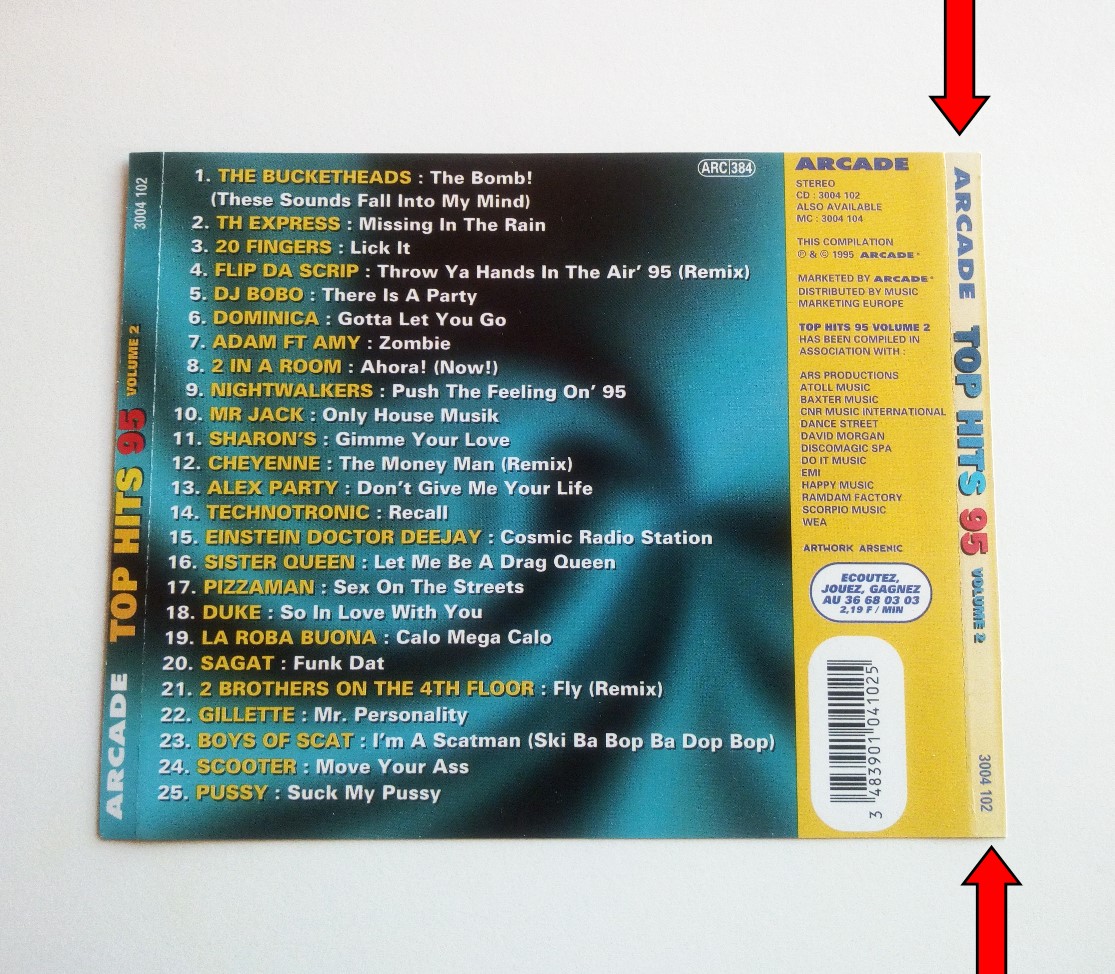 3004 102
TOP HITS 95 VOLUME 2
ARCADE
ARC 384
1. THE BUCKETHEADS : The Bomb!
(These Sounds Fall Into My Mind)
2. TH EXPRESS : Missing In The Rain
3. 20 FINGERS : Lick It
4. FLIP DA SCRIP : Throw Ya Hands In The Air' 95 (Remix)
5. DJ BOBO : There Is A Party
6. DOMINICA : Gotta Let You Go
7. ADAM FT AMY : Zombie
8. 2 IN A ROOM : Ahora! (Now!)
9. NIGHTWALKERS : Push The Feeling On' 95
10. MR JACK : Only House Musik
11. SHARON'S : Gimme Your Love
12. CHEYENNE : The Money Man (Remix)
13. ALEX PARTY : Don't Give Me Your Life
14. TECHNOTRONIC : Recall
15. EINSTEIN DOCTOR DEEJAY : Cosmic Radio Station
16. SISTER QUEEN : Let Me Be A Drag Queen
17. PIZZAMAN : Sex On The Streets
18. DUKE : So In Love With You
19. LA ROBA BUONA : Calo Mega Calo
20. SAGAT : Funk Dat
21. 2 BROTHERS ON THE 4TH FLOOR : Fly (Remix)
22. GILLETTE : Mr. Personality
23. BOYS OF SCAT : I'm A Scatman (Ski Ba Bop Ba Dop Bop)
24. SCOOTER : Move Your Ass
25. PUSSY : Suck My Pussy
ARCADE
STEREO
CD : 3004 102
ALSO AVAILABLE
MC : 3004 104
THIS COMPILATION
℗ & © 1995 ARCADE
MARKETED BY ARCADE
DISTRIBUTED BY MUSIC
MARKETING EUROPE
TOP HITS 95 VOLUME 2
HAS BEEN COMPILED IN
ASSOCIATION WITH :
ARS PRODUCTIONS
ATOLL MUSIC
BAXTER MUSIC
CNR MUSIC INTERNATIONAL
DANCE STREET
DAVID MORGAN
DISCOMAGIC SPA
DO IT MUSIC
EMI
HAPPY MUSIC
RAMDAM FACTORY
SCORPIO MUSIC
WEA
ARTWORK ARSENIC
ECOUTEZ,
JOUEZ, GAGNEZ
AU 36 68 03 03
2,19 F / MIN
3 483901 041025
ARCADE TOP HITS 95 VOLUME 2
3004 102